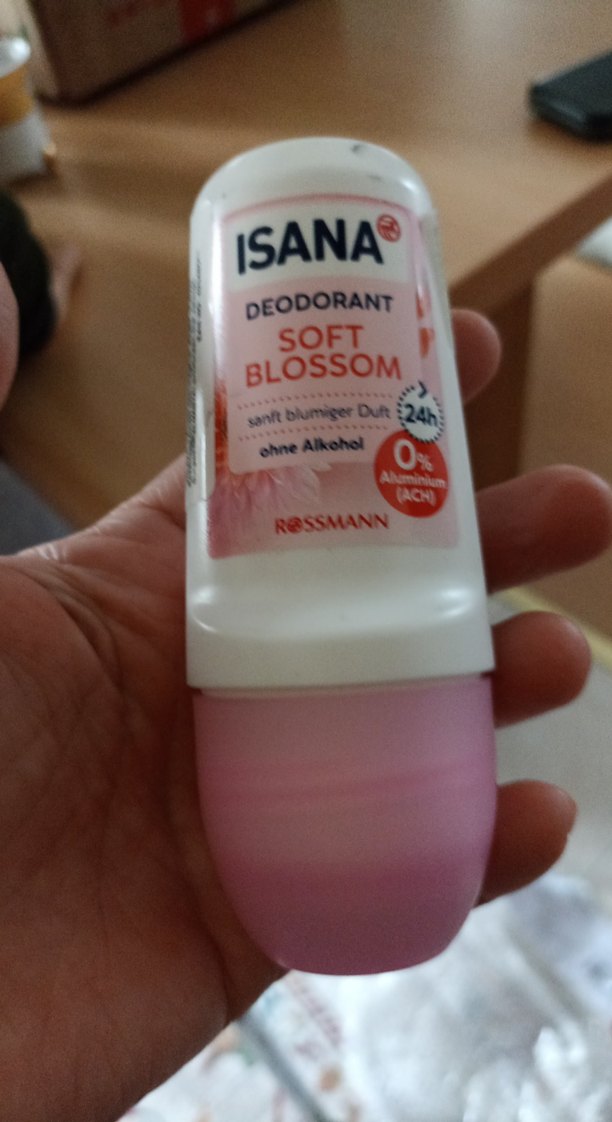 ISANA
DEODORANT
SOFT
BLOSSOM
sanft blumiger Duft
24h
ohne Alkohol
0%
Aluminium
(ACH)
ROSSMANN